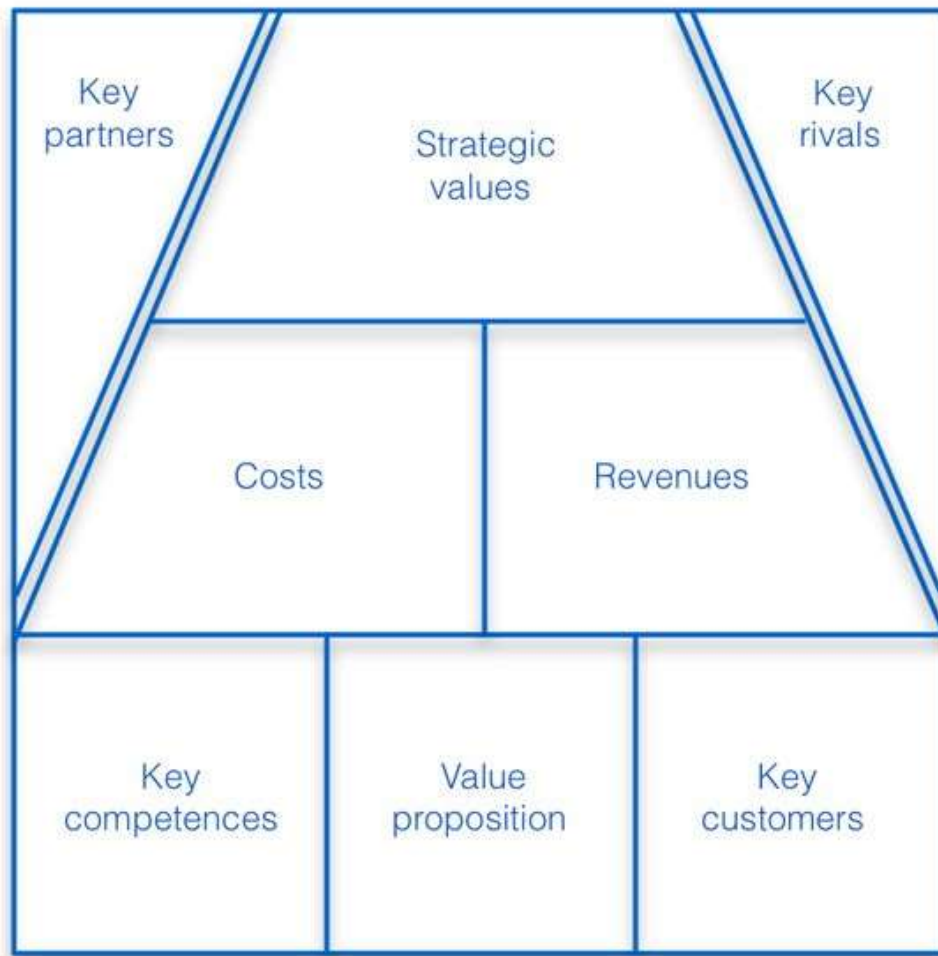 Key
partners
Strategic
values
Key
rivals
Costs
Revenues
Key
competences
Value
proposition
Key
customers